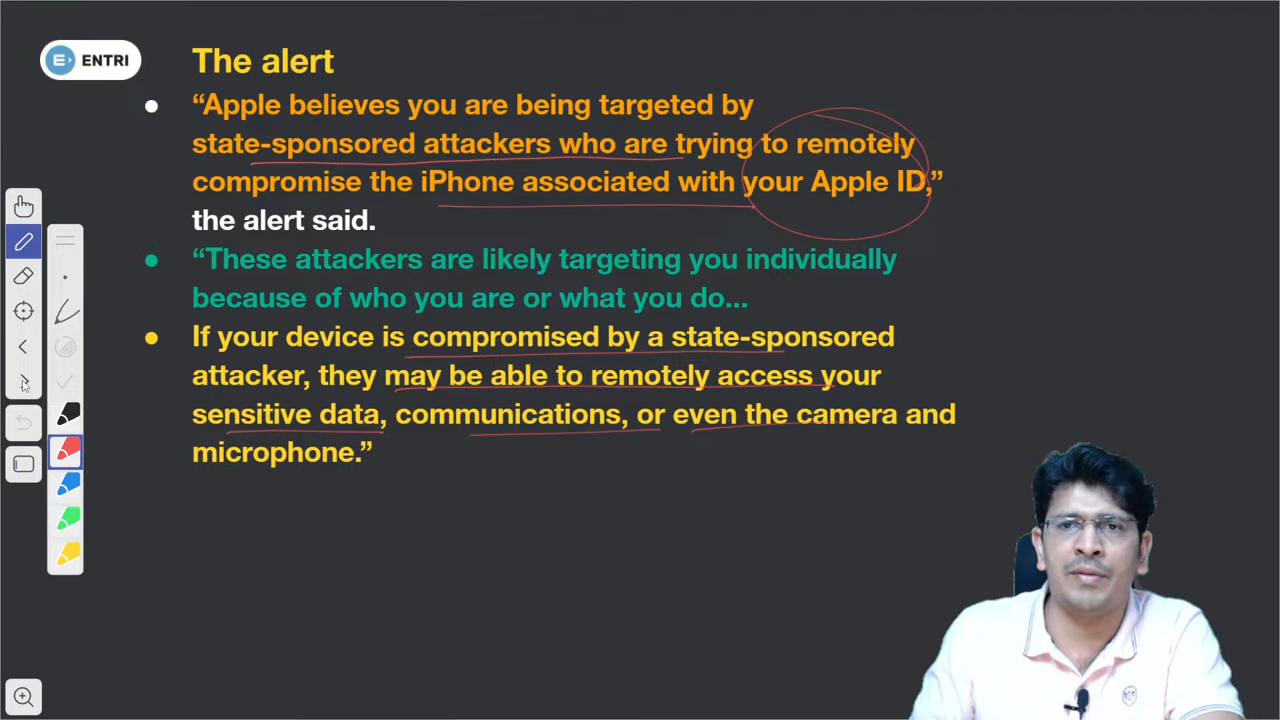 ENTRI
The alert
“Apple believes you are being targeted by
state-sponsored attackers who are trying to remotely
compromise the iPhone associated with your Apple ID,”
the alert said.
“These attackers are likely targeting you individually
because of who you are or what you do...
If your device is compromised by a state-sponsored
attacker, they may be able to remotely access your
sensitive data, communications, or even the camera and
microphone.”